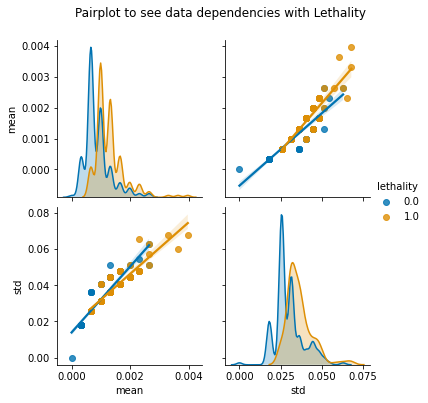 Pairplot to see data dependencies with Lethality
0.004
0.003
0.002
0.001
0.000
mean
lethality
0.0
1.0
0.08
0.06
0.04
0.02
0.00
std
0.000 0.002 0.004
mean
0.000 0.025 0.050 0.075
std